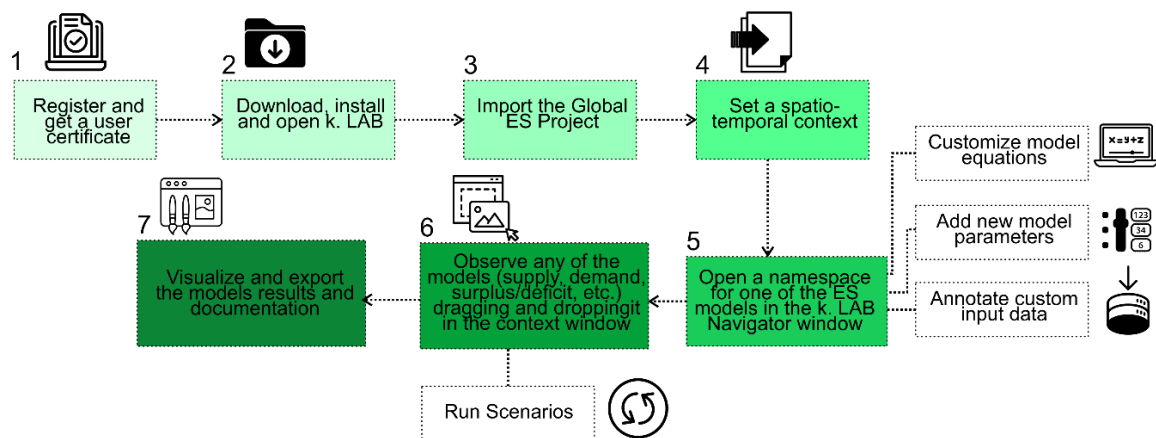 1
Register and
get a user
certificate
2
Download, install
and open k. LAB
3
Import the Global
ES Project
4
Set a spatio-
temporal context
Customize model
equations
x=y+z
Add new model
parameters
123
34
6
Annotate custom
input data
5
Open a namespace
for one of the ES
models in the k. LAB
Navigator window
6
Observe any of the
models (supply, demand,
surplus/deficit, etc.)
dragging and droppingit
in the context window
7
Visualize and export
the models results and
documentation
Run Scenarios